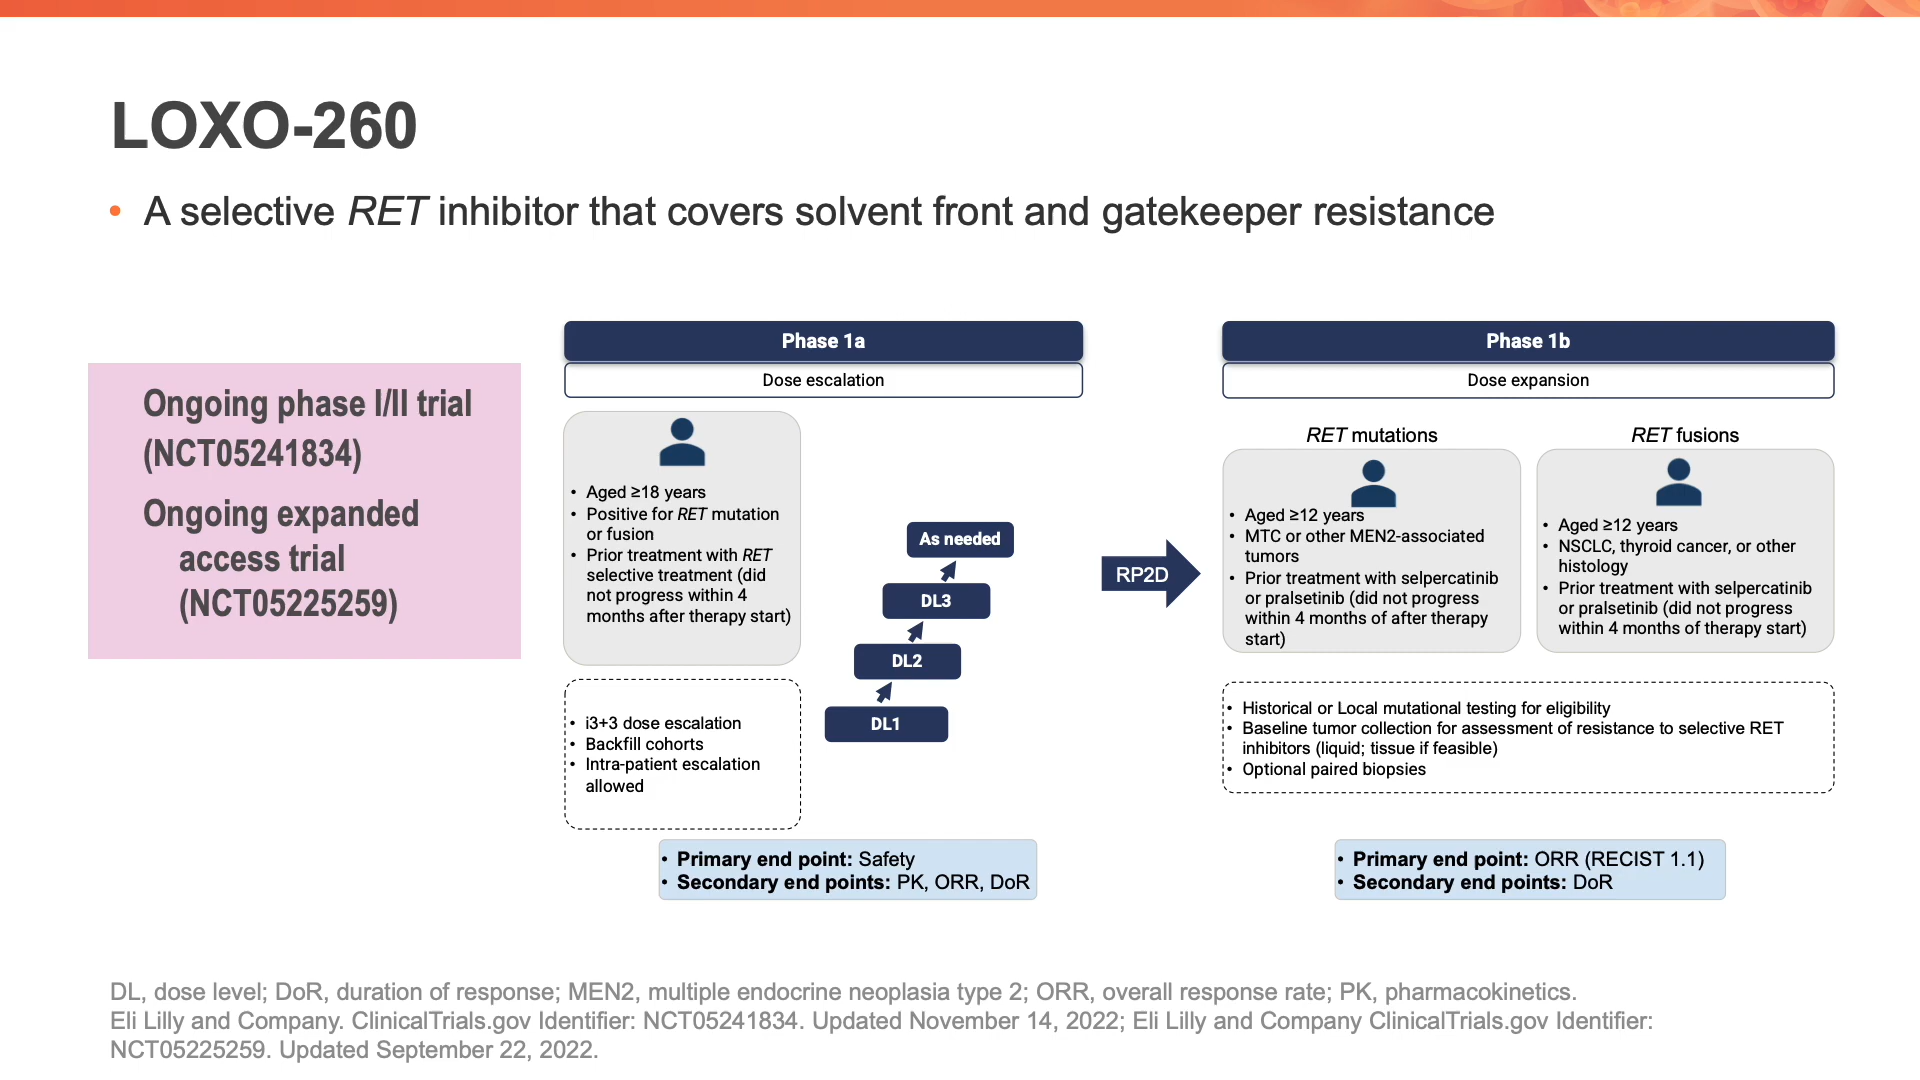 LOXO-260
• A selective RET inhibitor that covers solvent front and gatekeeper resistance
Ongoing phase I/II trial
(NCT05241834)
Ongoing expanded
access trial
(NCT05225259)
Phase 1a
Dose escalation
• Aged ≥18 years
• Positive for RET mutation
or fusion
• Prior treatment with RET
selective treatment (did
not progress within 4
months after therapy start)
• i3+3 dose escalation
• Backfill cohorts
• Intra-patient escalation
allowed
As needed
DL3
DL2
DL1
• Primary end point: Safety
• Secondary end points: PK, ORR, DoR
RP2D
Phase 1b
Dose expansion
RET mutations
• Aged ≥12 years
• MTC or other MEN2-associated
tumors
• Prior treatment with selpercatinib
or pralsetinib (did not progress
within 4 months of after therapy
start)
RET fusions
• Aged ≥12 years
• NSCLC, thyroid cancer, or other
histology
• Prior treatment with selpercatinib
or pralsetinib (did not progress
within 4 months of therapy start)
• Historical or Local mutational testing for eligibility
• Baseline tumor collection for assessment of resistance to selective RET
inhibitors (liquid; tissue if feasible)
• Optional paired biopsies
• Primary end point: ORR (RECIST 1.1)
• Secondary end points: DoR
DL, dose level; DoR, duration of response; MEN2, multiple endocrine neoplasia type 2; ORR, overall response rate; PK, pharmacokinetics.
Eli Lilly and Company. ClinicalTrials.gov Identifier: NCT05241834. Updated November 14, 2022; Eli Lilly and Company ClinicalTrials.gov Identifier:
NCT05225259. Updated September 22, 2022.